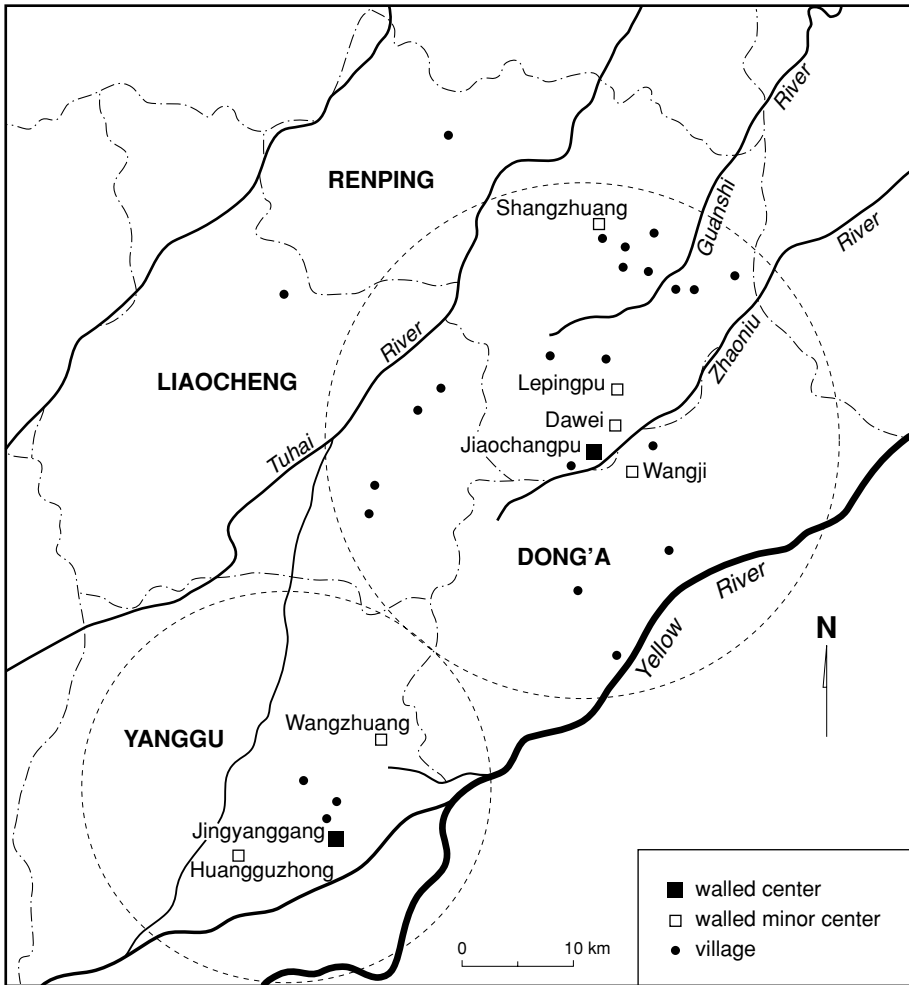 RENPING
Shangzhuang
Guanshi
River
River
Zhaoniu
River
Tuhai
LIAOCHENG
Lepingpu
Dawei
Jiaochangpu
Wangji
DONG'A
River
Yellow
N
YANGGU
Wangzhuang
Jingyanggang
Huangguzhong
0 10 km
walled center
walled minor center
village